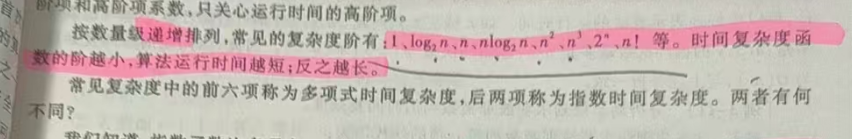 阶项和高阶项系数,只关心运行时间的高阶项。
按数量级递增排列,常见的复杂度阶有:1、log₂n、n、nlog₂n、n²、n³、2ⁿ、n! 等。时间复杂度函
数的阶越小,算法运行时间越短;反之越长。
常见复杂度中的前六项称为多项式时间复杂度,后两项称为指数时间复杂度。两者有何
不同?